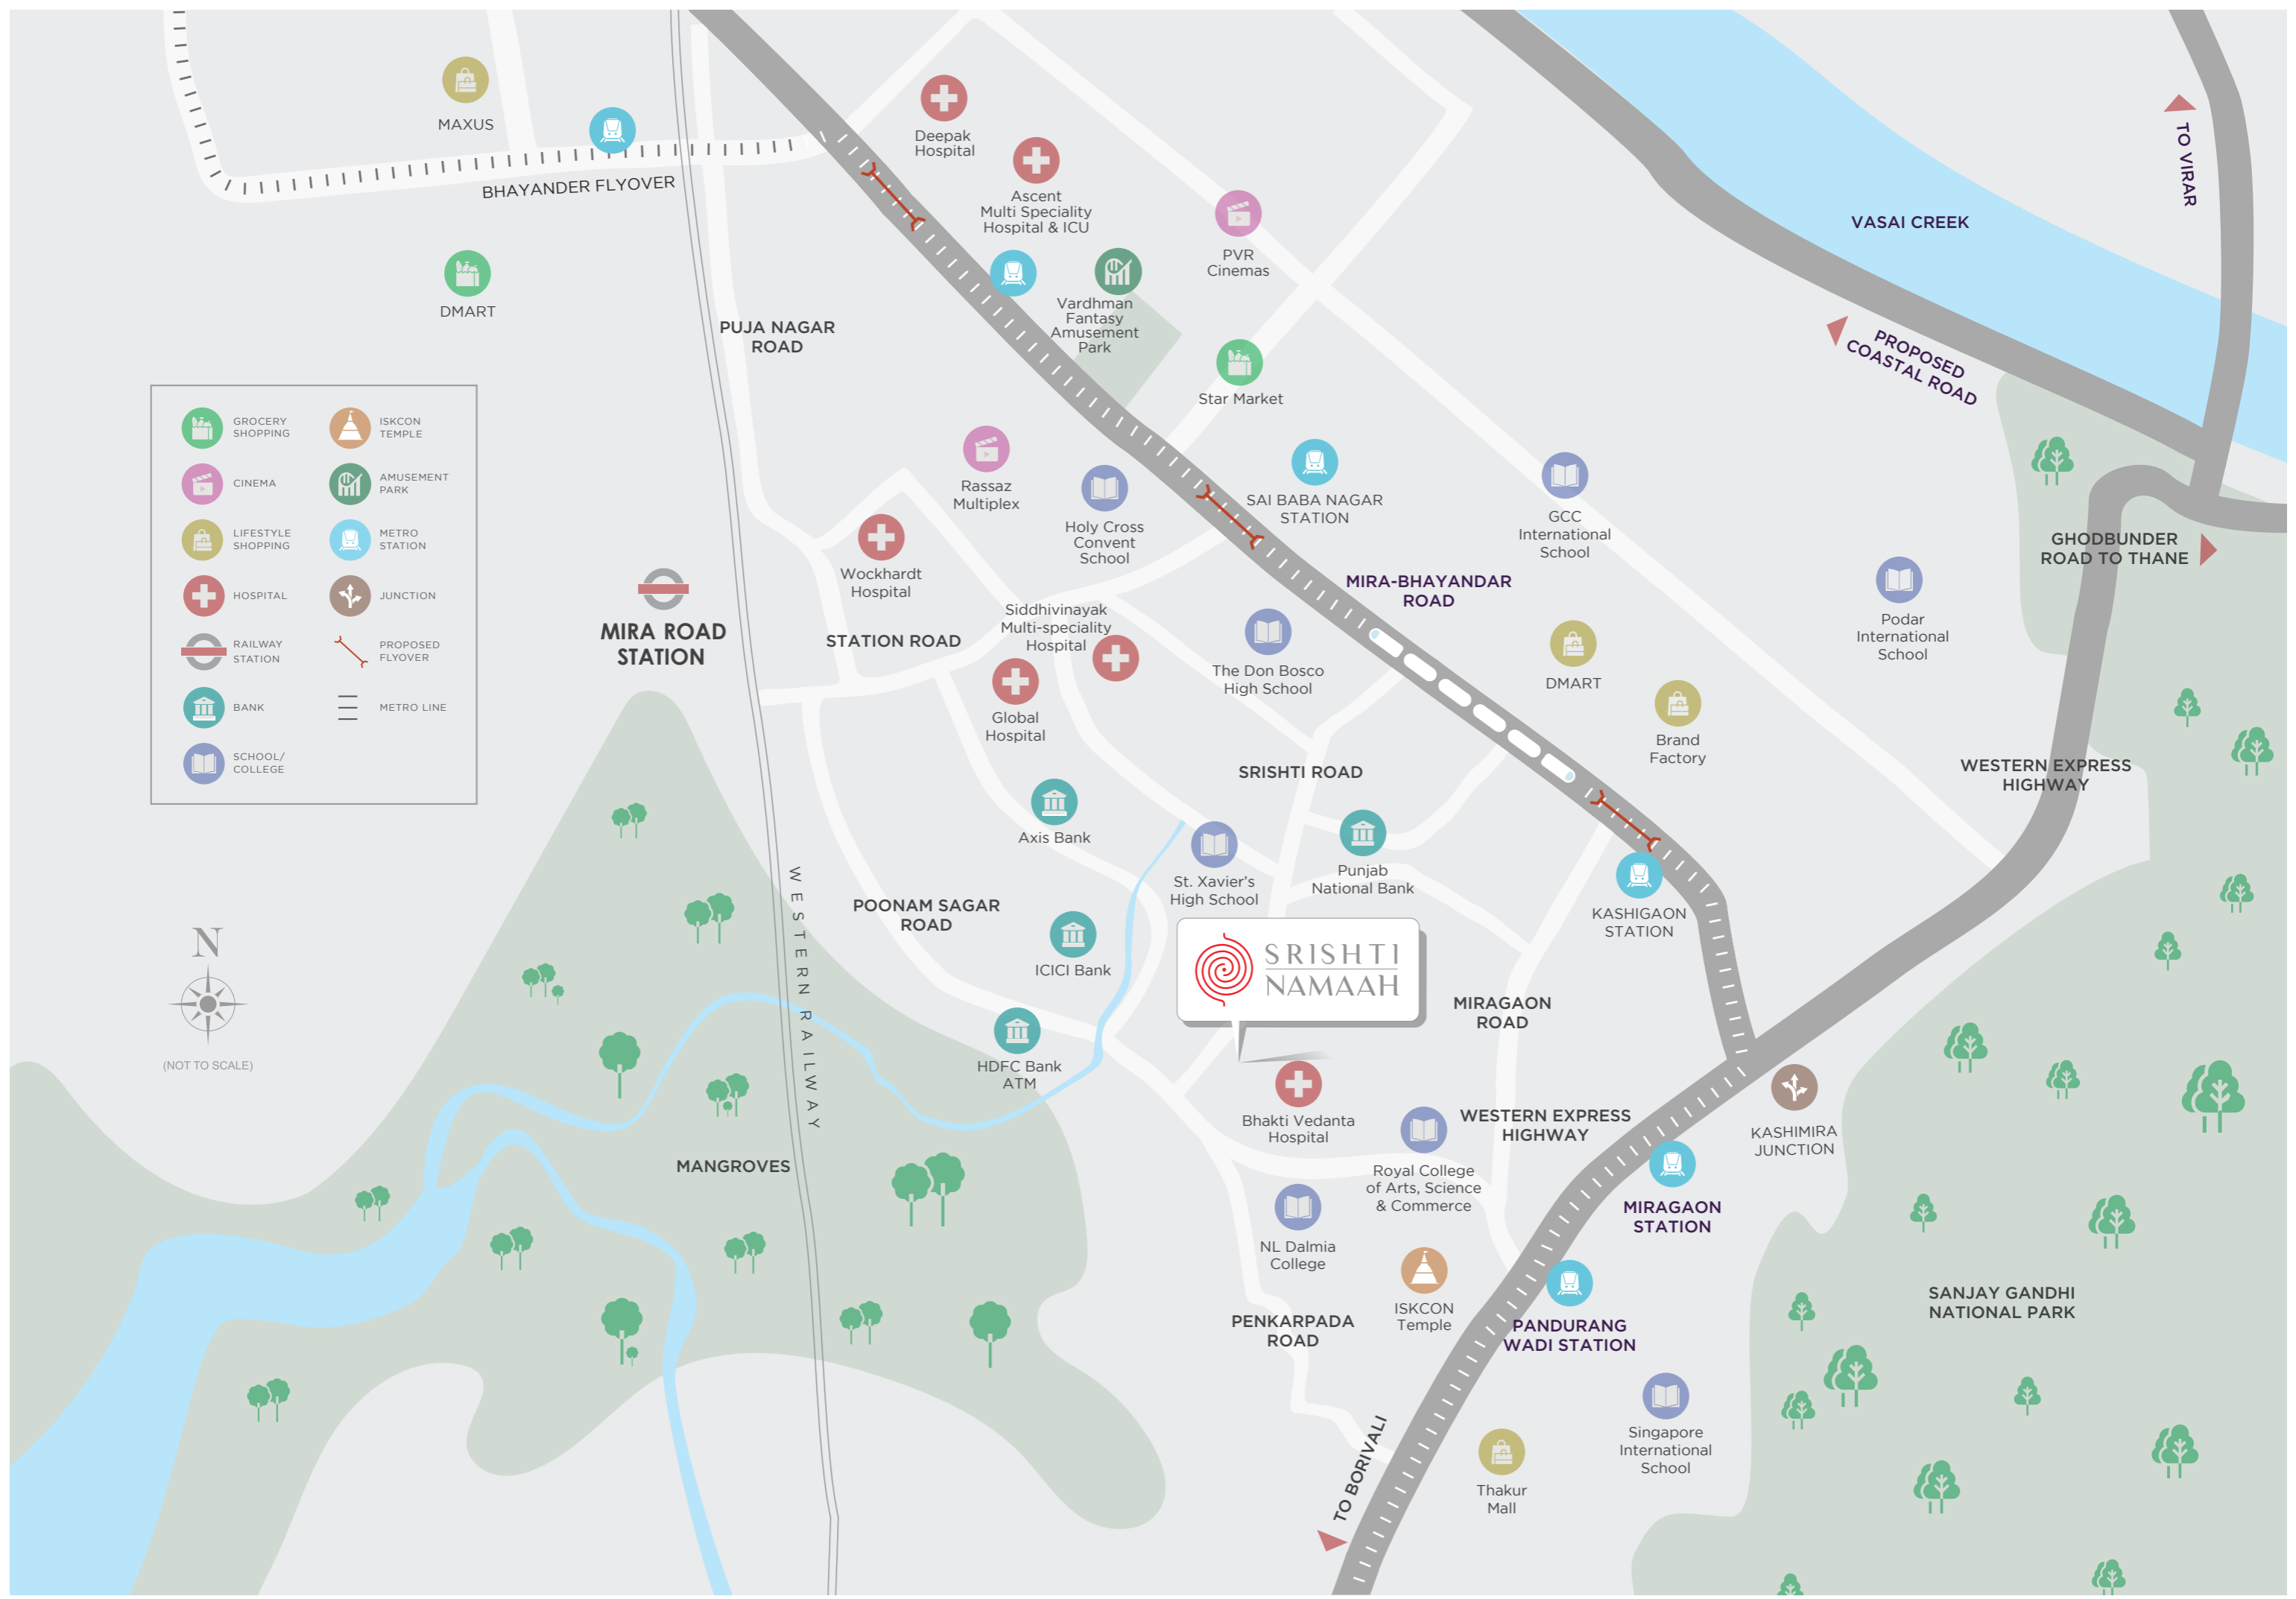 MAXUS
BHAYANDER FLYOVER
DMART
Deepak
Hospital
Ascent
Multi Speciality
Hospital & ICU
PVR
Cinemas
Vardhman
Fantasy
Amusement
Park
VASAI CREEK
TO VIRAR
PROPOSED
COASTAL ROAD
PUJA NAGAR
ROAD
Star Market
GROCERY
SHOPPING
ISKCON
TEMPLE
CINEMA
AMUSEMENT
PARK
LIFESTYLE
SHOPPING
METRO
STATION
HOSPITAL
JUNCTION
RAILWAY
STATION
PROPOSED
FLYOVER
BANK
METRO LINE
SCHOOL/
COLLEGE
Rassaz
Multiplex
Holy Cross
Convent
School
SAI BABA NAGAR
STATION
GCC
International
School
GHODBUNDER
ROAD TO THANE
Wockhardt
Hospital
MIRA-BHAYANDAR
ROAD
Podar
International
School
MIRA ROAD
STATION
STATION ROAD
Siddhivinayak
Multi-speciality
Hospital
The Don Bosco
High School
DMART
Global
Hospital
Brand
Factory
SRISHTI ROAD
WESTERN EXPRESS
HIGHWAY
Axis Bank
St. Xavier's
High School
Punjab
National Bank
POONAM SAGAR
ROAD
WESTERN RAILWAY
KASHIGAON
STATION
N
(NOT TO SCALE)
ICICI Bank
SRISHTI
NAMAAH
MIRAGAON
ROAD
HDFC Bank
ATM
Bhakti Vedanta
Hospital
WESTERN EXPRESS
HIGHWAY
KASHIMIRA
JUNCTION
MANGROVES
Royal College
of Arts, Science
& Commerce
MIRAGAON
STATION
NL Dalmia
College
ISKCON
Temple
PENKARPADA
ROAD
PANDURANG
WADI STATION
SANJAY GANDHI
NATIONAL PARK
TO BORIVALI
Singapore
International
School
Thakur
Mall